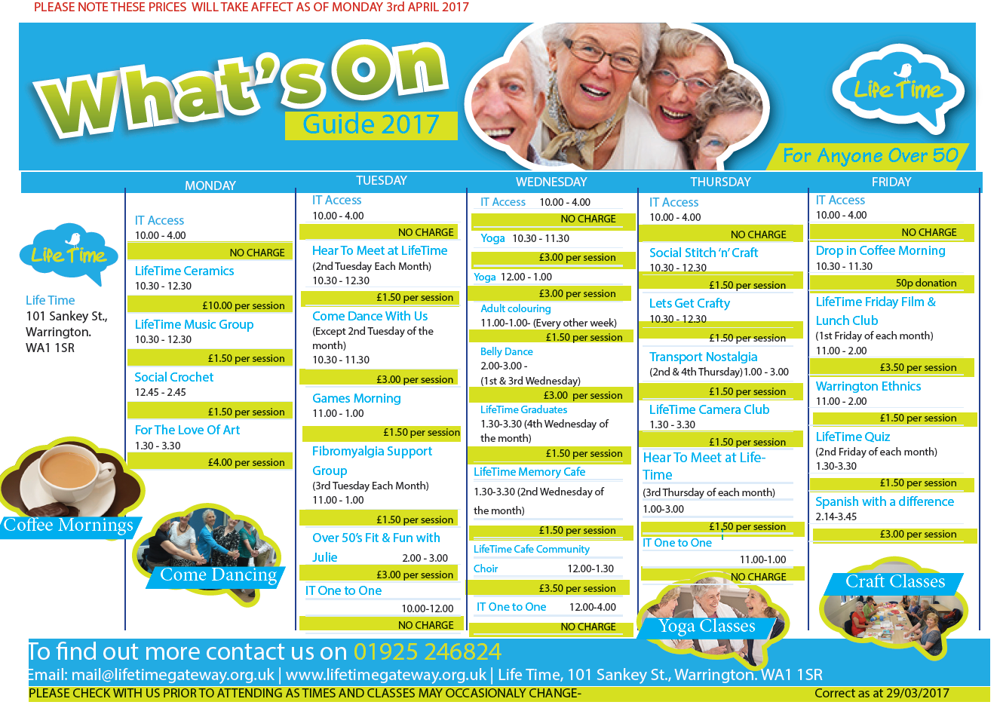 PLEASE NOTE THESE PRICES WILL TAKE AFFECT AS OF MONDAY 3rd APRIL 2017
What's On
Guide 2017
Life Time
For Anyone Over 50
Life Time
Life Time
101 Sankey St.,
Warrington.
WA1 1SR
Coffee Mornings
MONDAY
IT Access
10.00 - 4.00
NO CHARGE
LifeTime Ceramics
10.30 - 12.30
£10.00 per session
LifeTime Music Group
10.30 - 12.30
£1.50 per session
Social Crochet
12.45 - 2.45
£1.50 per session
For The Love Of Art
1.30 - 3.30
£4.00 per session
Come Dancing
TUESDAY
IT Access
10.00 - 4.00
NO CHARGE
Hear To Meet at LifeTime
(2nd Tuesday Each Month)
10.30 - 12.30
£1.50 per session
Come Dance With Us
(Except 2nd Tuesday of the
month)
10.30 - 11.30
£3.00 per session
Games Morning
11.00 - 1.00
£1.50 per session
Fibromyalgia Support
Group
(3rd Tuesday Each Month)
11.00 - 1.00
£1.50 per session
Over 50's Fit & Fun with
Julie 2.00 - 3.00
£3.00 per session
IT One to One
10.00-12.00
NO CHARGE
WEDNESDAY
IT Access 10.00 - 4.00
NO CHARGE
Yoga 10.30 - 11.30
£3.00 per session
Yoga 12.00 - 1.00
£3.00 per session
Adult colouring
11.00-1.00- (Every other week)
£1.50 per session
Belly Dance
2.00-3.00 -
(1st & 3rd Wednesday)
£3.00 per session
LifeTime Graduates
1.30-3.30 (4th Wednesday of
the month)
£1.50 per session
LifeTime Memory Cafe
1.30-3.30 (2nd Wednesday of
the month)
£1.50 per session
LifeTime Cafe Community
Choir 12.00-1.30
£3.50 per session
IT One to One 12.00-4.00
NO CHARGE
THURSDAY
IT Access
10.00 - 4.00
NO CHARGE
Social Stitch 'n' Craft
10.30 - 12.30
£1.50 per session
Lets Get Crafty
10.30 - 12.30
£1.50 per session
Transport Nostalgia
(2nd & 4th Thursday)1.00 - 3.00
£1.50 per session
LifeTime Camera Club
1.30 - 3.30
£1.50 per session
Hear To Meet at Life-
Time
(3rd Thursday of each month)
1.00-3.00
£1.50 per session
IT One to One
11.00-1.00
NO CHARGE
Yoga Classes
FRIDAY
IT Access
10.00 - 4.00
NO CHARGE
Drop in Coffee Morning
10.30 - 11.30
50p donation
LifeTime Friday Film &
Lunch Club
(1st Friday of each month)
11.00 - 2.00
£3.50 per session
Warrington Ethnics
11.00 - 2.00
£1.50 per session
LifeTime Quiz
(2nd Friday of each month)
1.30-3.30
£1.50 per session
Spanish with a difference
2.14-3.45
£3.00 per session
Craft Classes
To find out more contact us on 01925 246824
Email: mail@lifetimegateway.org.uk | www.lifetimegateway.org.uk | Life Time, 101 Sankey St., Warrington. WA1 1SR
PLEASE CHECK WITH US PRIOR TO ATTENDING AS TIMES AND CLASSES MAY OCCASIONALY CHANGE- Correct as at 29/03/2017